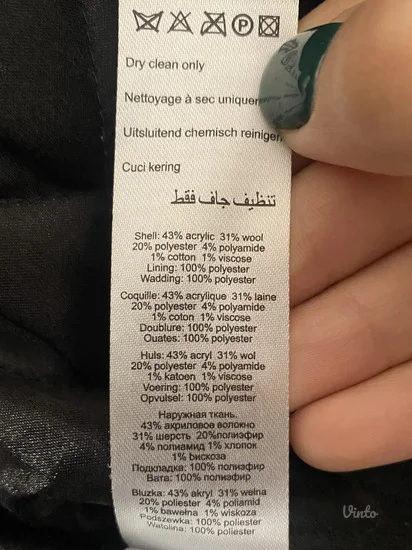 Dry clean only
Nettoyage à sec uniquement
Uitsluitend chemisch reinigen
Cuci kering
تنظيف جاف فقط
Shell: 43% acrylic 31% wool
20% polyester 4% polyamide
1% cotton 1% viscose
Lining: 100% polyester
Wadding: 100% polyester
Coquille: 43% acrylique 31% laine
20% polyester 4% polyamide
1% coton 1% viscose
Doublure: 100% polyester
Ouates: 100% polyester
Huls: 43% acryl 31% wol
20% polyester 4% polyamide
1% katoen 1% viscose
Voering: 100% polyester
Opvulsel: 100% polyester
Наружная ткань.
43% акриловое волокно
31% шерсть 20%полиэфир
4% полиамид 1% хлопок
1% вискоза
Подкладка: 100% полиэфир
Вата: 100% полиэфир
Bluzka: 43% akryl 31% wełna
20% poliester 4% poliamid
1% bawełna 1% wiskoza
Podszewka: 100% poliester
Watolina: 100% poliester
Vinto